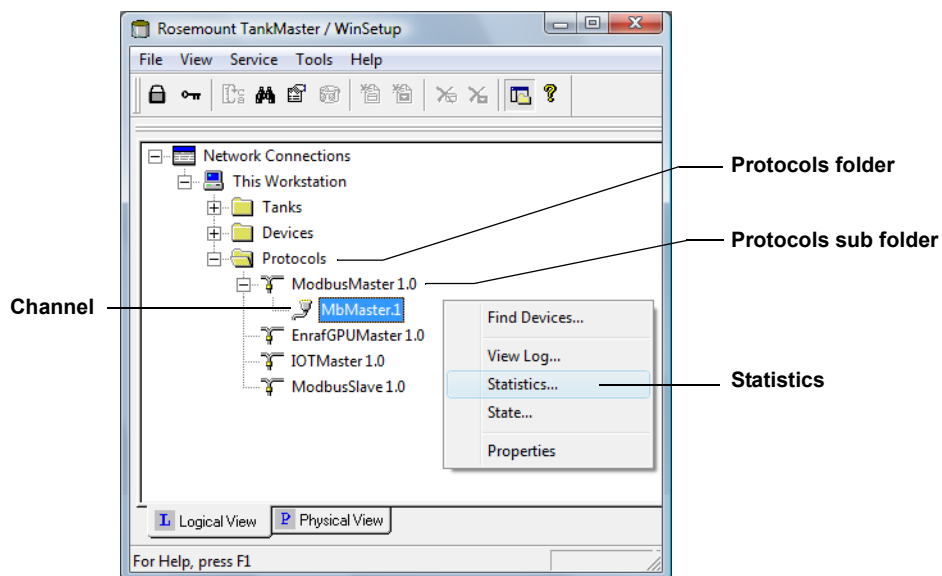 Rosemount TankMaster / WinSetup
File View Service Tools Help
Network Connections
This Workstation
Tanks
Devices
Protocols
ModbusMaster 1.0
MbMaster.1
EnrafGPUMaster 1.0
IOTMaster 1.0
ModbusSlave 1.0
Find Devices...
View Log...
Statistics...
State...
Properties
Protocols folder
Protocols sub folder
Channel
Statistics
L Logical View P Physical View
For Help, press F1